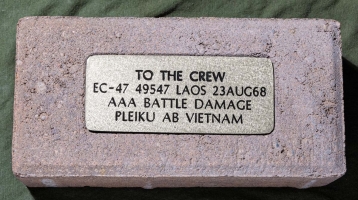 TO THE CREW
EC-47 49547 LAOS 23AUG68
AAA BATTLE DAMAGE
PLEIKU AB VIETNAM